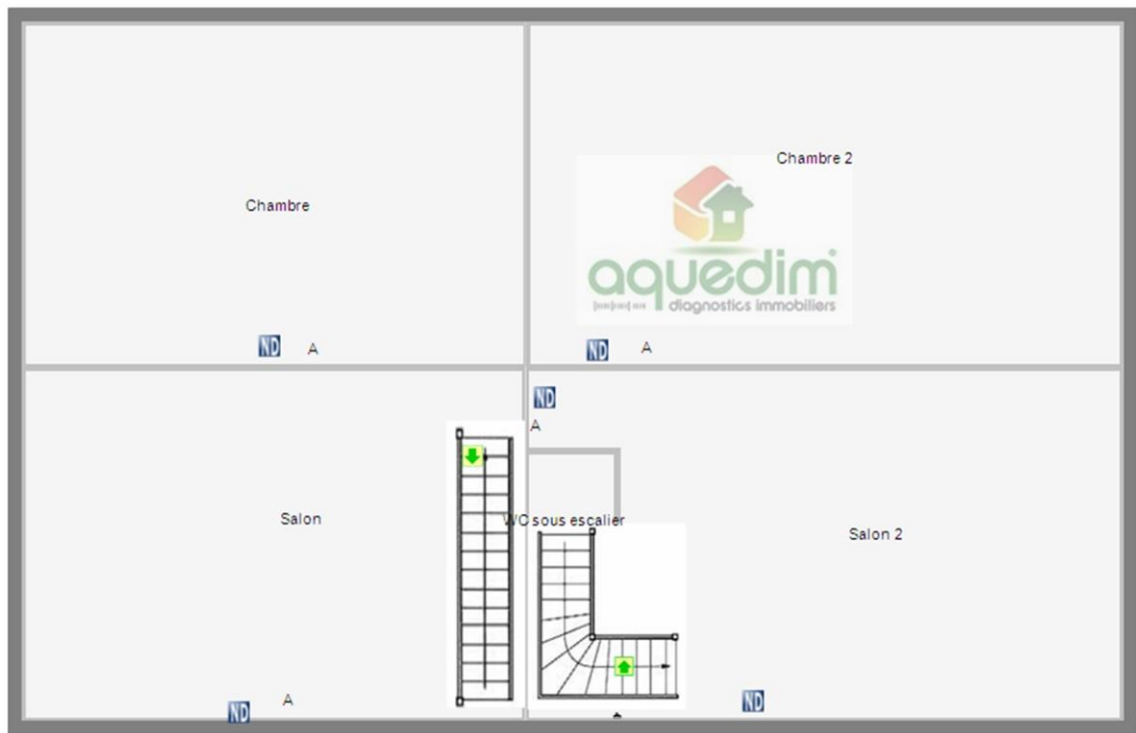 Chambre 2
Chambre
aquedim
diagnostics immobiliers
ND A
ND A
ND
A
Salon
WC sous escalier
Salon 2
ND A
ND